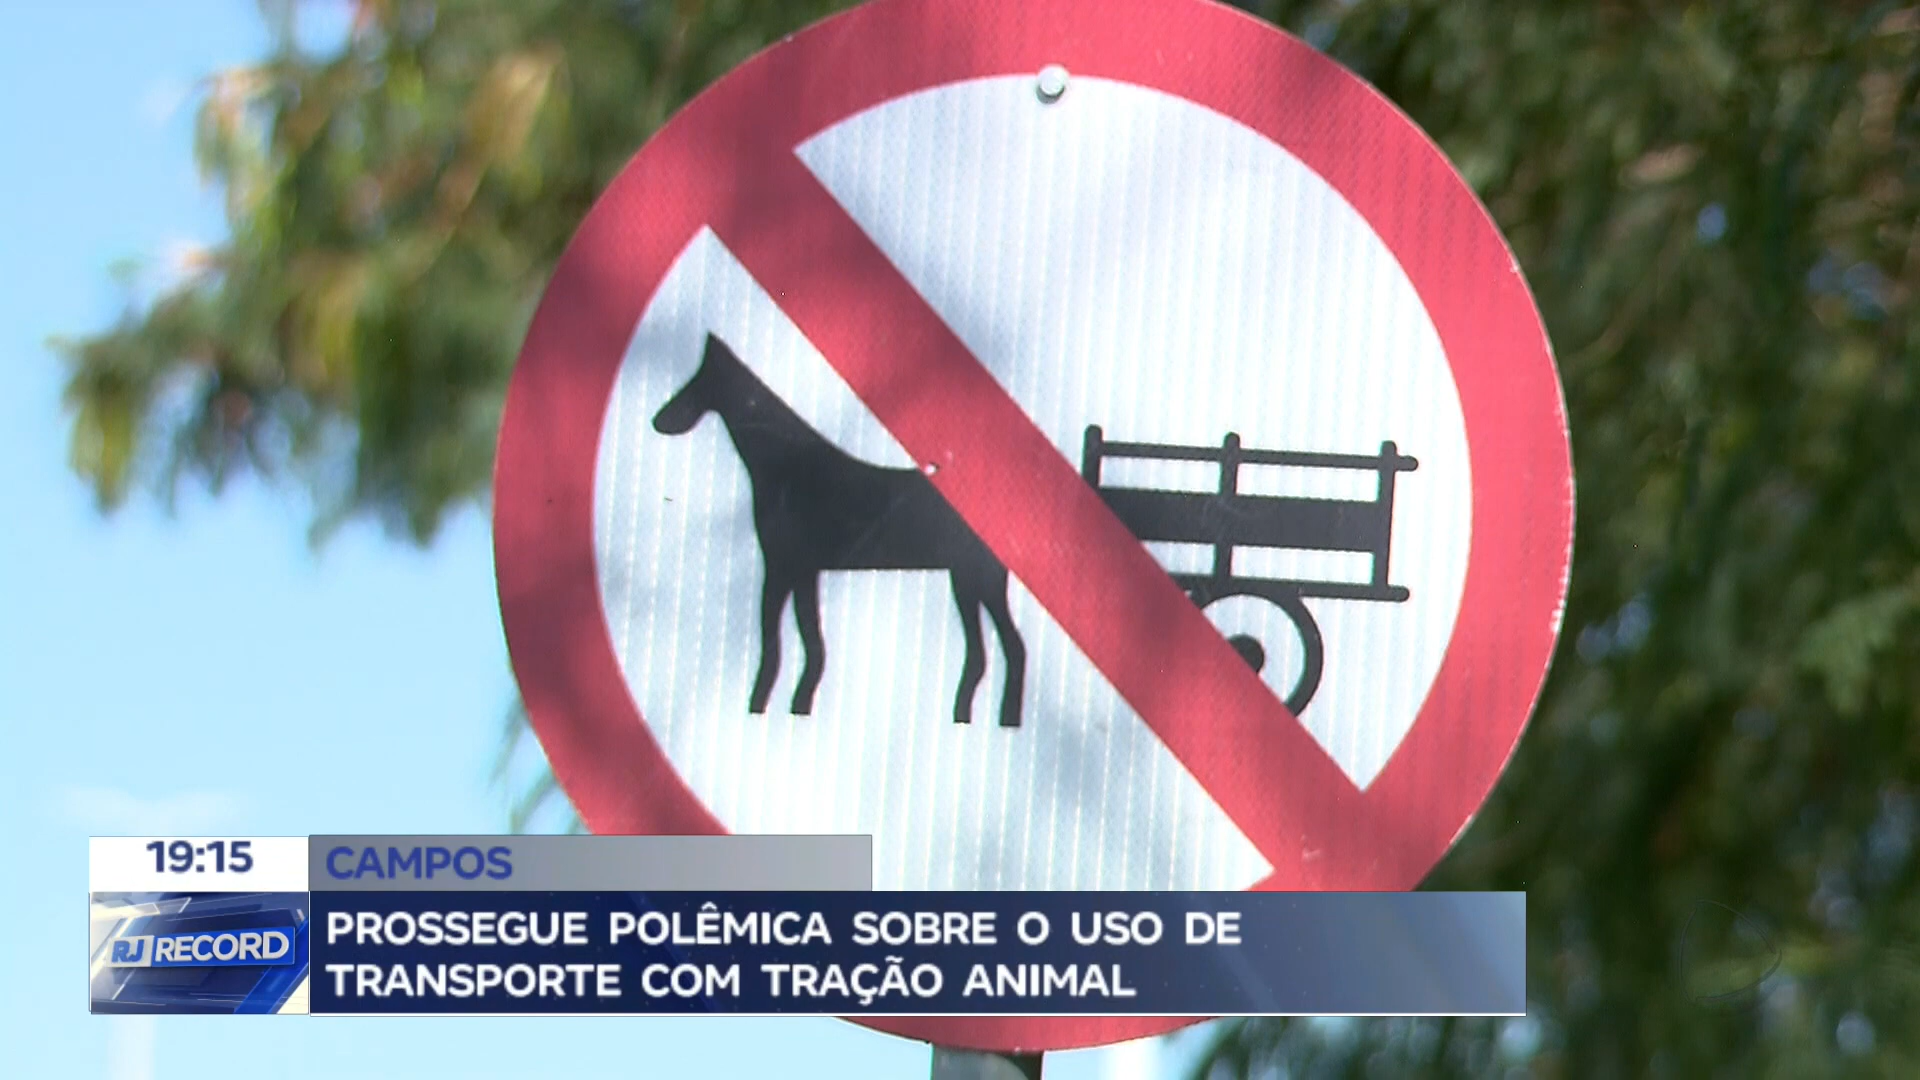 19:15
CAMPOS
RJ RECORD
PROSSEGUE POLÊMICA SOBRE O USO DE
TRANSPORTE COM TRAÇÃO ANIMAL